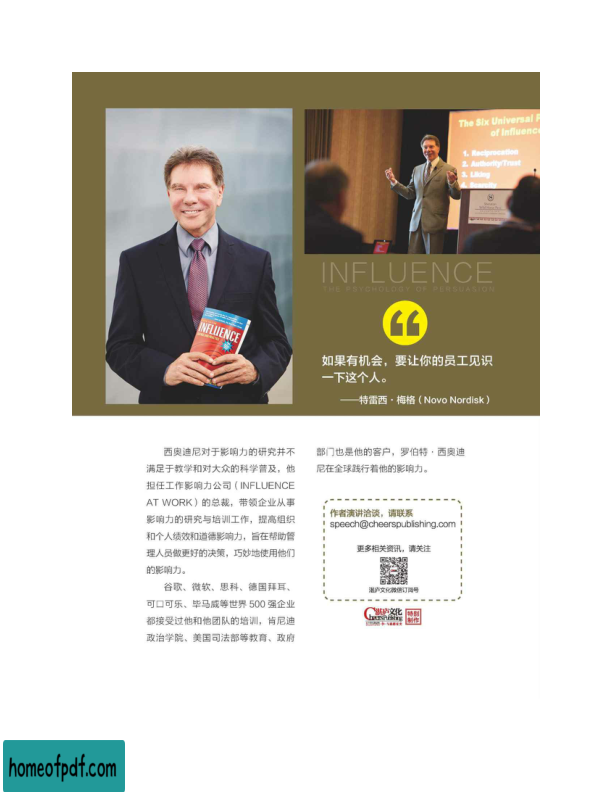 The Six Universal
of Influence
1. Reciprocation
2. Authority/Trust
3. Liking
4. Scarcity
INFLUENCE
INFLUENCE
THE PSYCHOLOGY OF PERSUASION
如果有机会，要让你的员工见识
一下这个人。
——特雷西·梅格（Novo Nordisk）
西奥迪尼对于影响力的研究并不
满足于教学和对大众的科学普及，他
担任工作影响力公司（INFLUENCE
AT WORK）的总裁，带领企业从事
影响力的研究与培训工作，提高组织
和个人绩效和道德影响力，旨在帮助管
理人员做更好的决策，巧妙地使用他们
的影响力。
谷歌、微软、思科、德国拜耳、
可口可乐、毕马威等世界 500 强企业
都接受过他和他团队的培训，肯尼迪
政治学院、美国司法部等教育、政府
部门也是他的客户，罗伯特·西奥迪
尼在全球践行着他的影响力。
作者演讲洽谈，请联系
speech@cheerspublishing.com
更多相关资讯，请关注
湛庐文化微信订阅号
湛庐文化
Cheers Publishing
特别
制作
homeofpdf.com